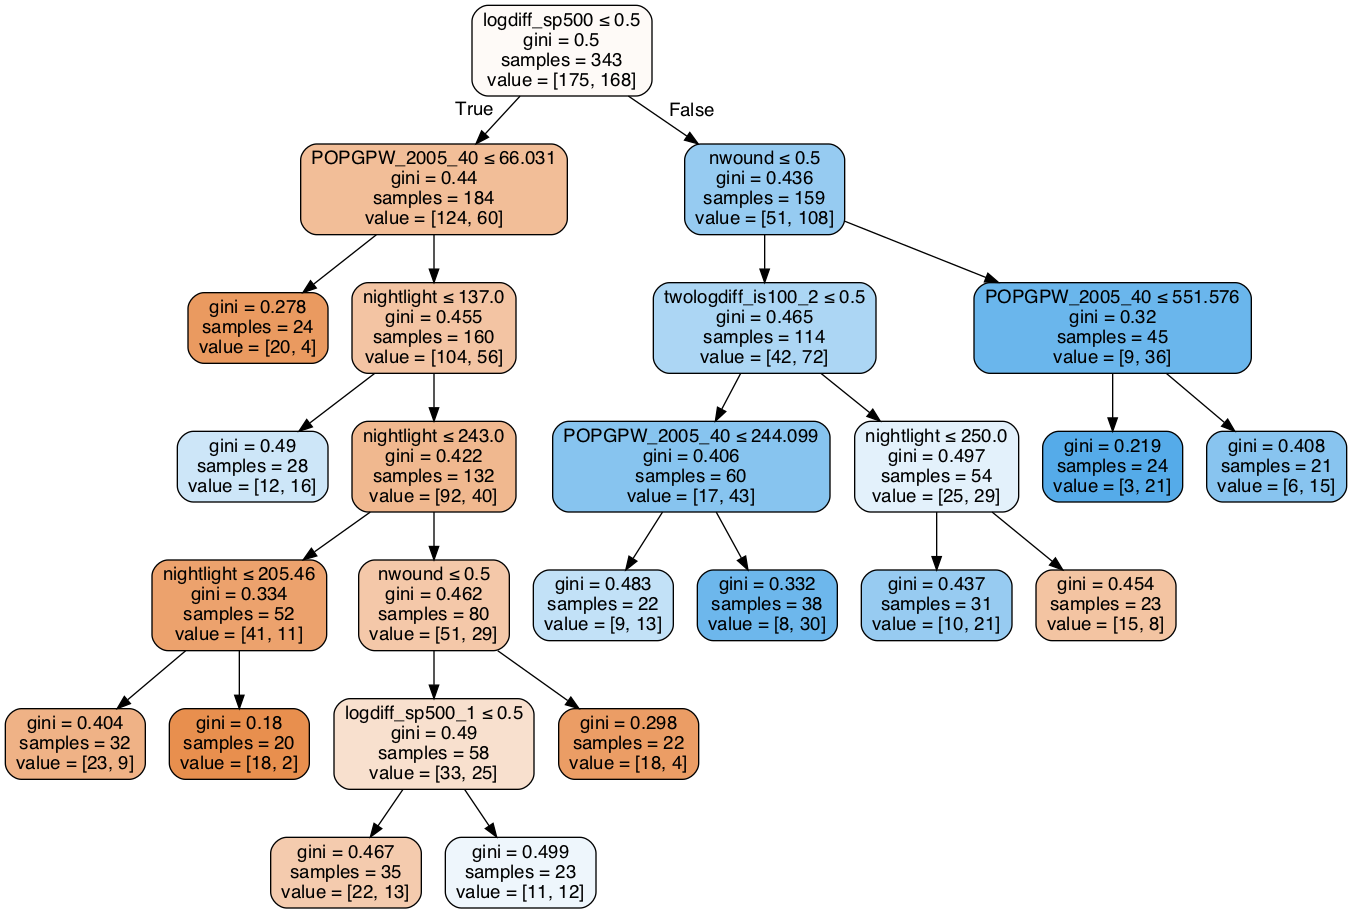 logdiff_sp500 ≤ 0.5
gini = 0.5
samples = 343
value = [175, 168]
True
False
POPGPW_2005_40 ≤ 66.031
gini = 0.44
samples = 184
value = [124, 60]
nwound ≤ 0.5
gini = 0.436
samples = 159
value = [51, 108]
gini = 0.278
samples = 24
value = [20, 4]
nightlight ≤ 137.0
gini = 0.455
samples = 160
value = [104, 56]
twologdiff_is100_2 ≤ 0.5
gini = 0.465
samples = 114
value = [42, 72]
POPGPW_2005_40 ≤ 551.576
gini = 0.32
samples = 45
value = [9, 36]
gini = 0.49
samples = 28
value = [12, 16]
nightlight ≤ 243.0
gini = 0.422
samples = 132
value = [92, 40]
POPGPW_2005_40 ≤ 244.099
gini = 0.406
samples = 60
value = [17, 43]
nightlight ≤ 250.0
gini = 0.497
samples = 54
value = [25, 29]
gini = 0.219
samples = 24
value = [3, 21]
gini = 0.408
samples = 21
value = [6, 15]
nightlight ≤ 205.46
gini = 0.334
samples = 52
value = [41, 11]
nwound ≤ 0.5
gini = 0.462
samples = 80
value = [51, 29]
gini = 0.483
samples = 22
value = [9, 13]
gini = 0.332
samples = 38
value = [8, 30]
gini = 0.437
samples = 31
value = [10, 21]
gini = 0.454
samples = 23
value = [15, 8]
gini = 0.404
samples = 32
value = [23, 9]
gini = 0.18
samples = 20
value = [18, 2]
logdiff_sp500_1 ≤ 0.5
gini = 0.49
samples = 58
value = [33, 25]
gini = 0.298
samples = 22
value = [18, 4]
gini = 0.467
samples = 35
value = [22, 13]
gini = 0.499
samples = 23
value = [11, 12]